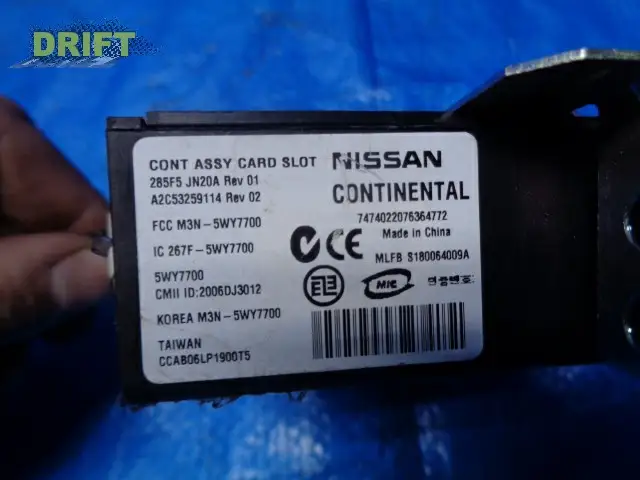 DRIFT
CONT ASSY CARD SLOT NISSAN
285F5 JN20A Rev 01
A2C53259114 Rev 02
CONTINENTAL
7474022076364772
Made in China
FCC M3N-5WY7700
IC 267F-5WY7700
CE
MLFB S180064009A
5WY7700
CMII ID:2006DJ3012
MIC
KOREA M3N-5WY7700
TAIWAN
CCAB06LP1900T5